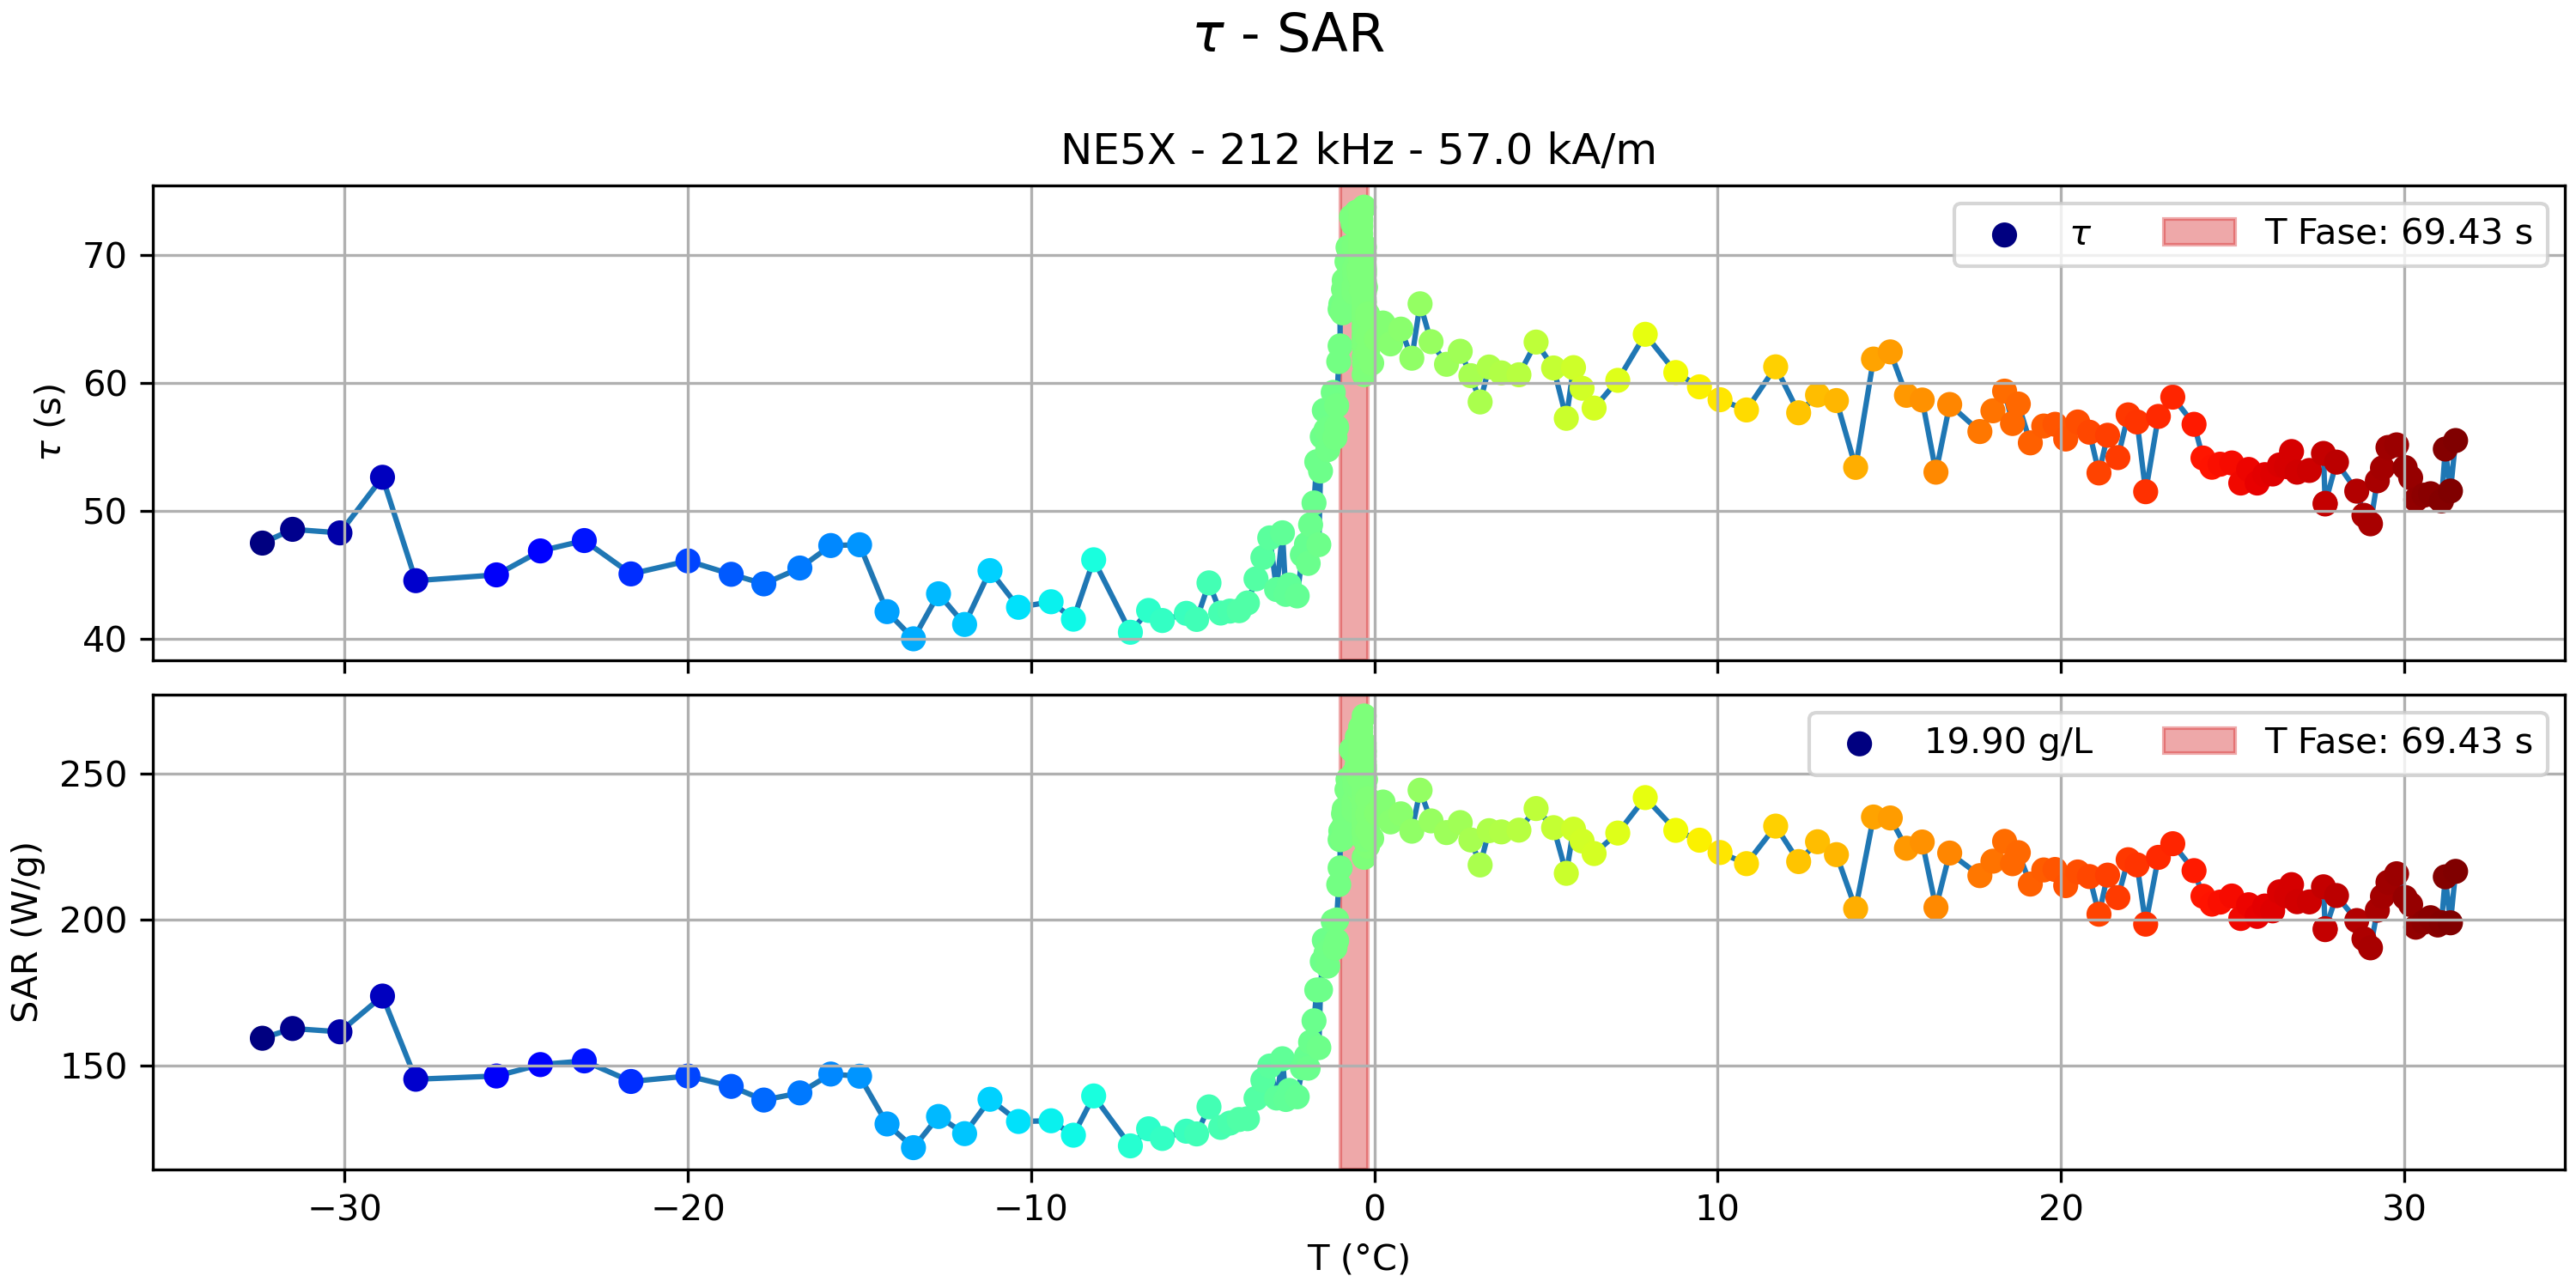 τ - SAR
NE5X - 212 kHz - 57.0 kA/m
τ
T Fase: 69.43 s
70
60
50
40
τ (s)
19.90 g/L
T Fase: 69.43 s
250
200
150
SAR (W/g)
−30
−20
−10
0
10
20
30
T (°C)